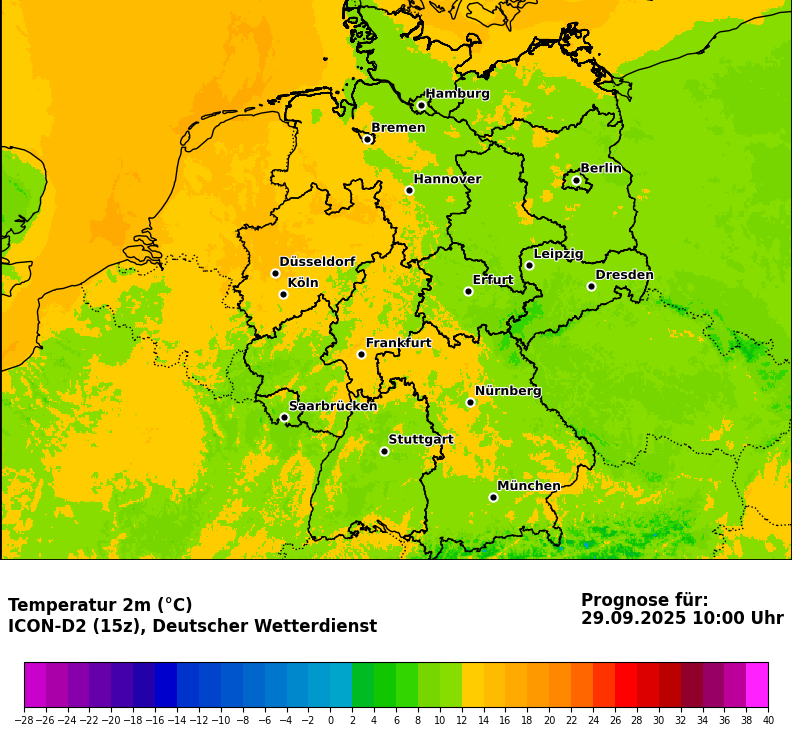 Hamburg
Bremen
Berlin
Hannover
Leipzig
Düsseldorf
Dresden
Köln
Erfurt
Frankfurt
Nürnberg
Saarbrücken
Stuttgart
München
Temperatur 2m (°C)
ICON-D2 (15z), Deutscher Wetterdienst
Prognose für:
29.09.2025 10:00 Uhr
−28 −26 −24 −22 −20 −18 −16 −14 −12 −10 −8 −6 −4 −2 0 2 4 6 8 10 12 14 16 18 20 22 24 26 28 30 32 34 36 38 40